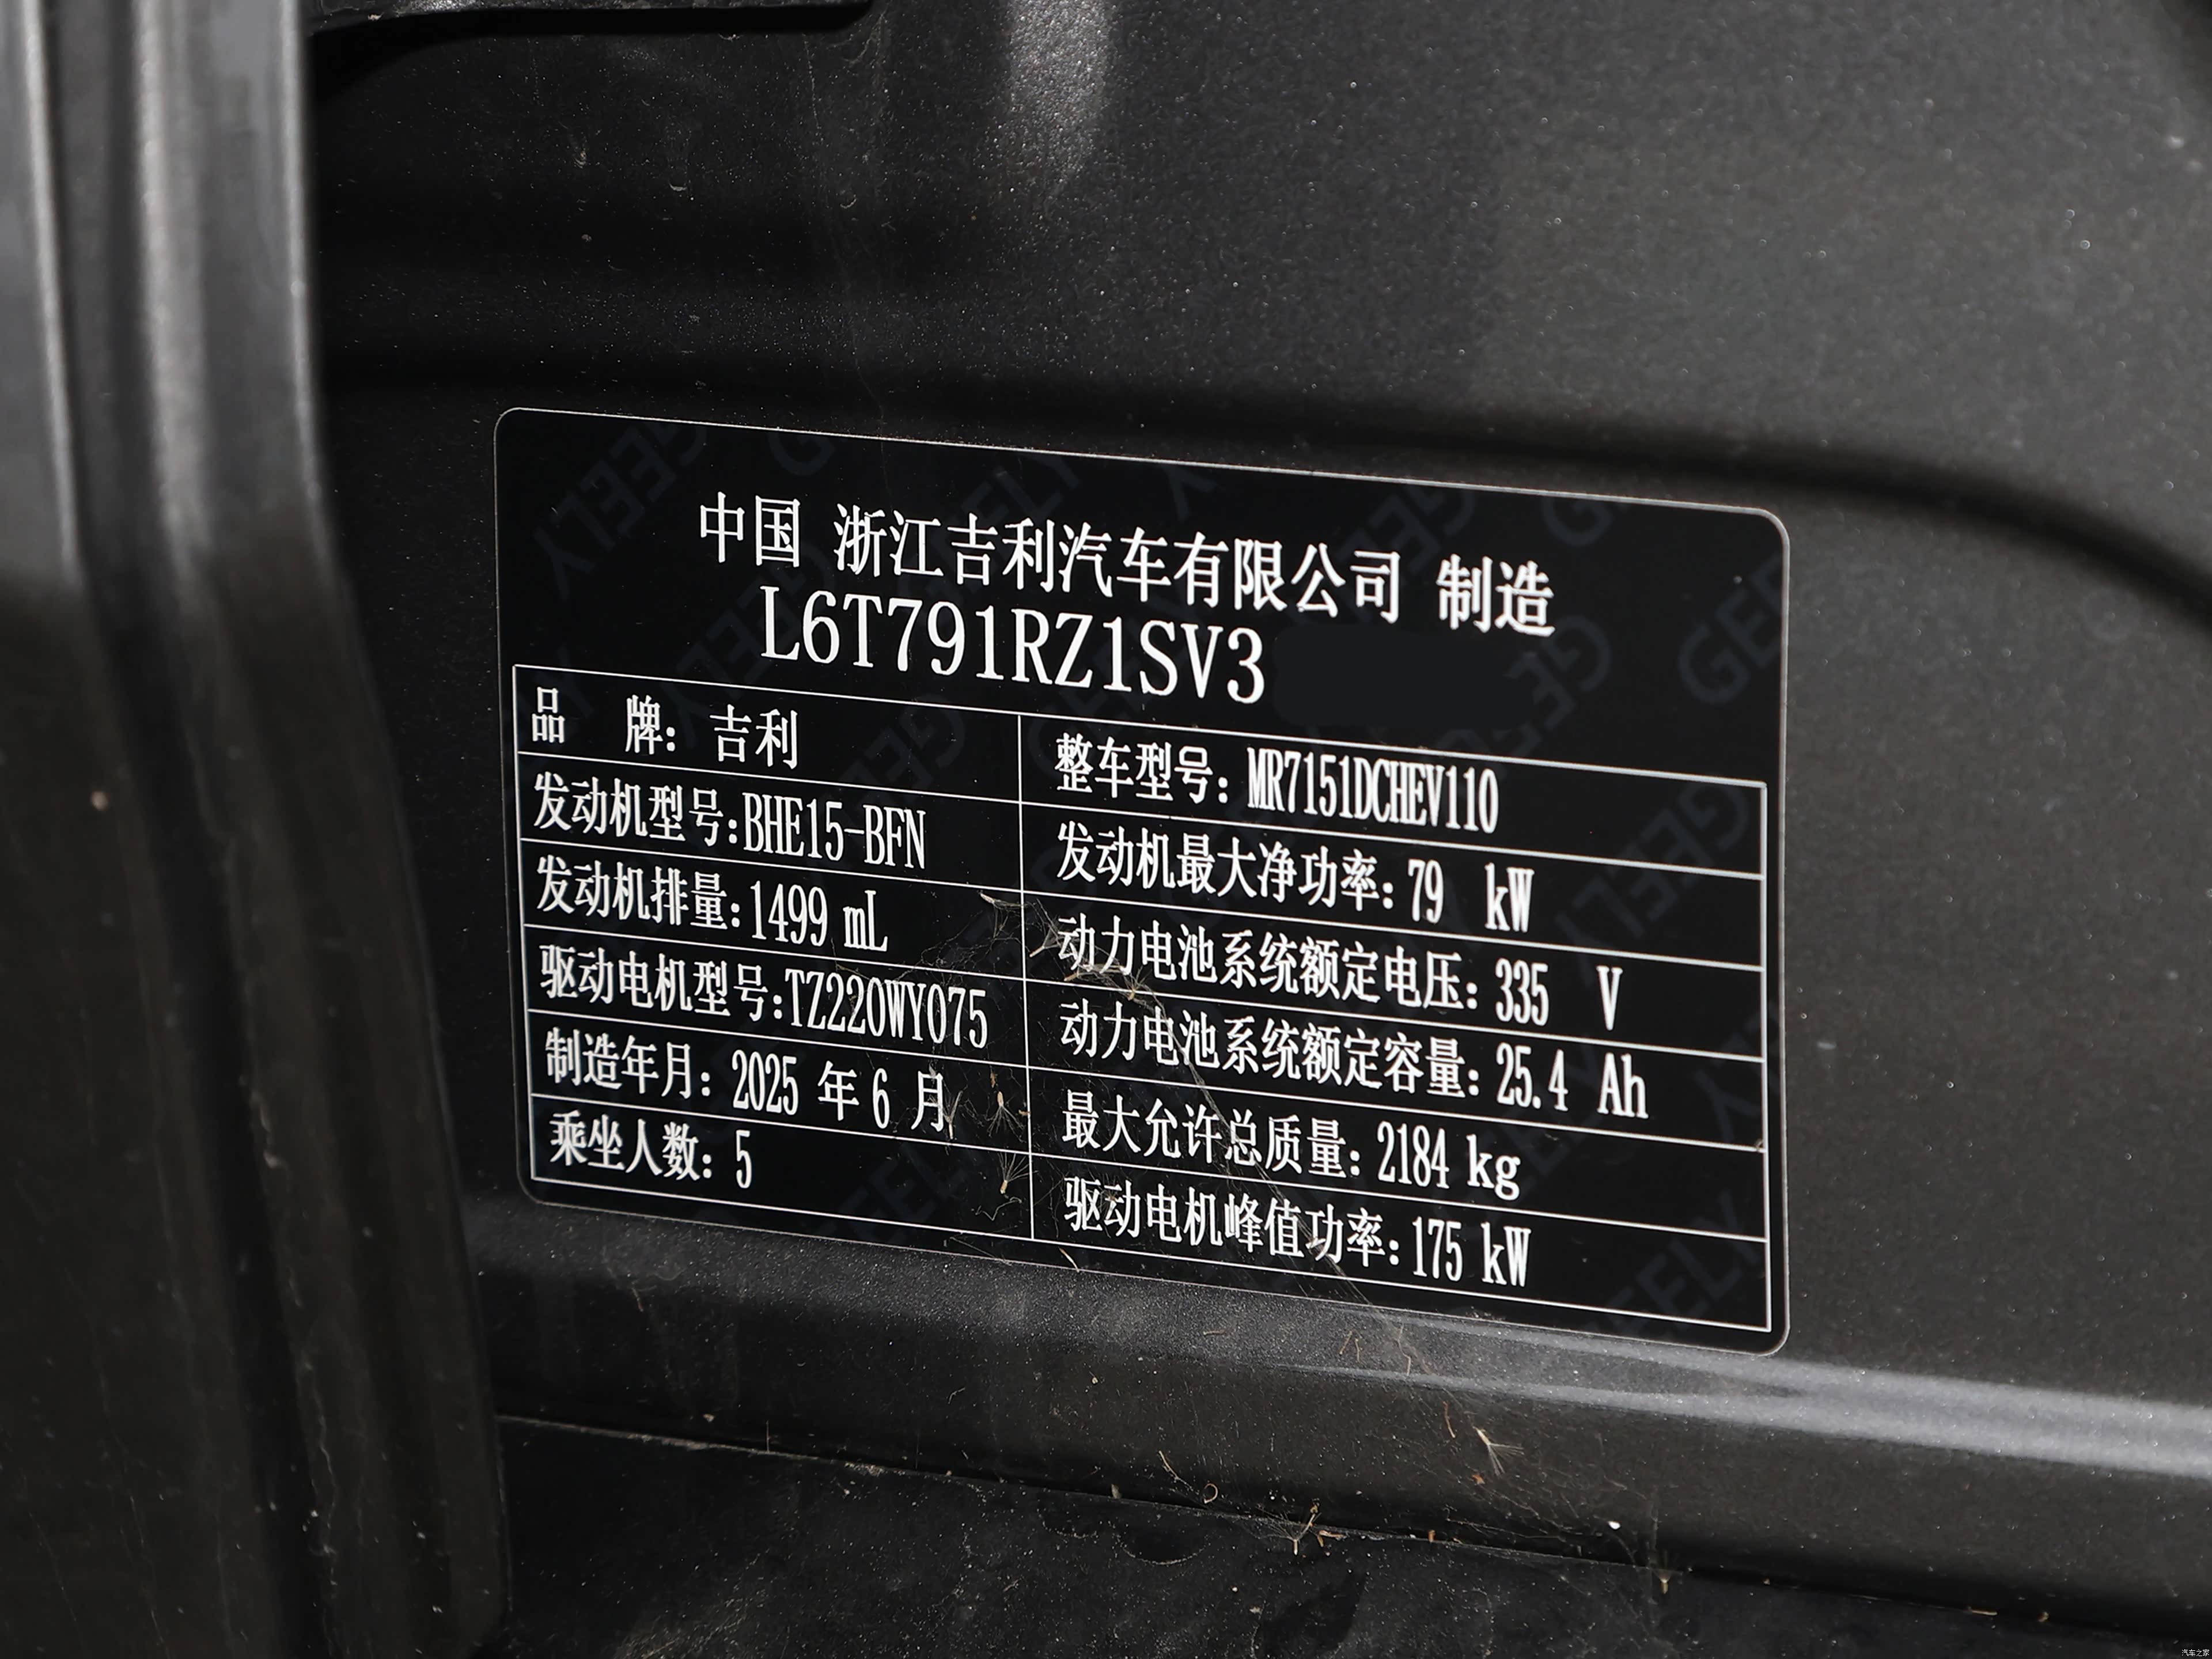 中国 浙江吉利汽车有限公司 制造
L6T791RZ1SV3
品 牌: 吉利
整车型号: MR7151DCHEV110
发动机型号:BHE15-BFN
发动机最大净功率: 79 kW
发动机排量:1499 mL
动力电池系统额定电压: 335 V
驱动电机型号:TZ220WY075
动力电池系统额定容量: 25.4 Ah
制造年月: 2025 年 6 月
最大允许总质量: 2184 kg
乘坐人数: 5
驱动电机峰值功率:175 kW
GEELY
汽车之家